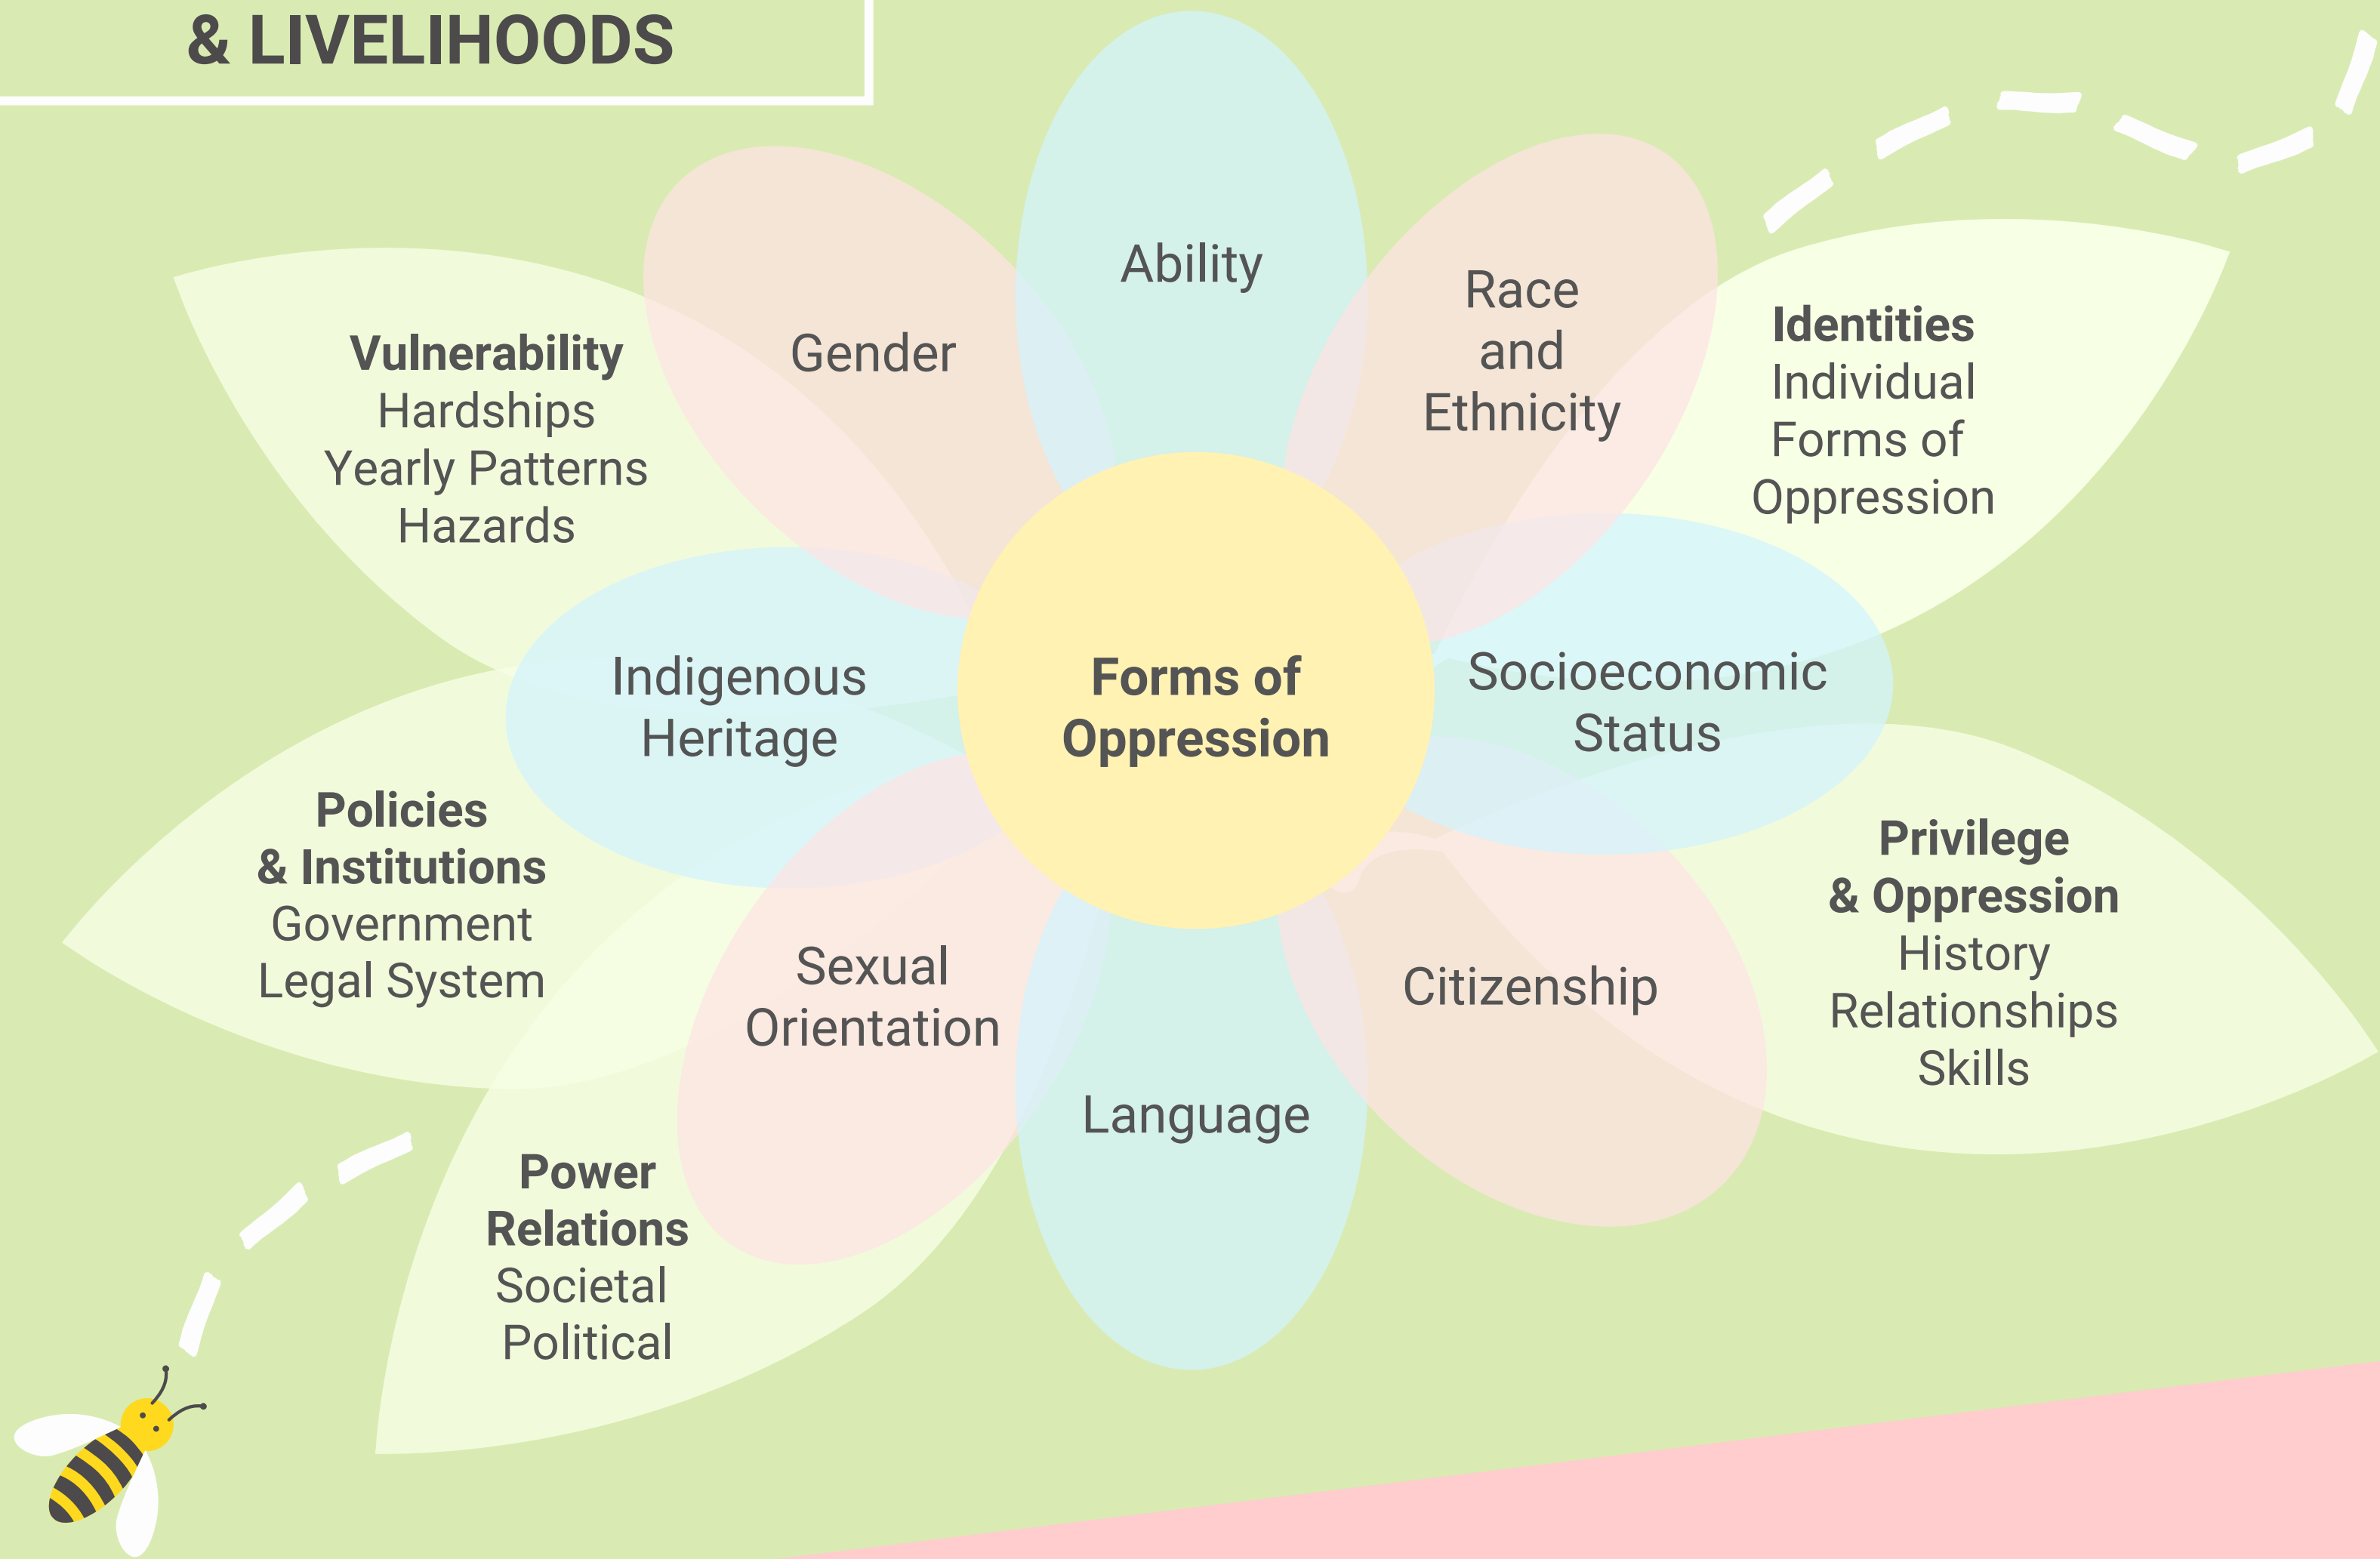 & LIVELIHOODS
Ability
Gender
Race
and
Ethnicity
Identities
Individual
Forms of
Oppression
Vulnerability
Hardships
Yearly Patterns
Hazards
Indigenous
Heritage
Forms of
Oppression
Socioeconomic
Status
Policies
& Institutions
Government
Legal System
Privilege
& Oppression
History
Relationships
Skills
Sexual
Orientation
Citizenship
Language
Power
Relations
Societal
Political